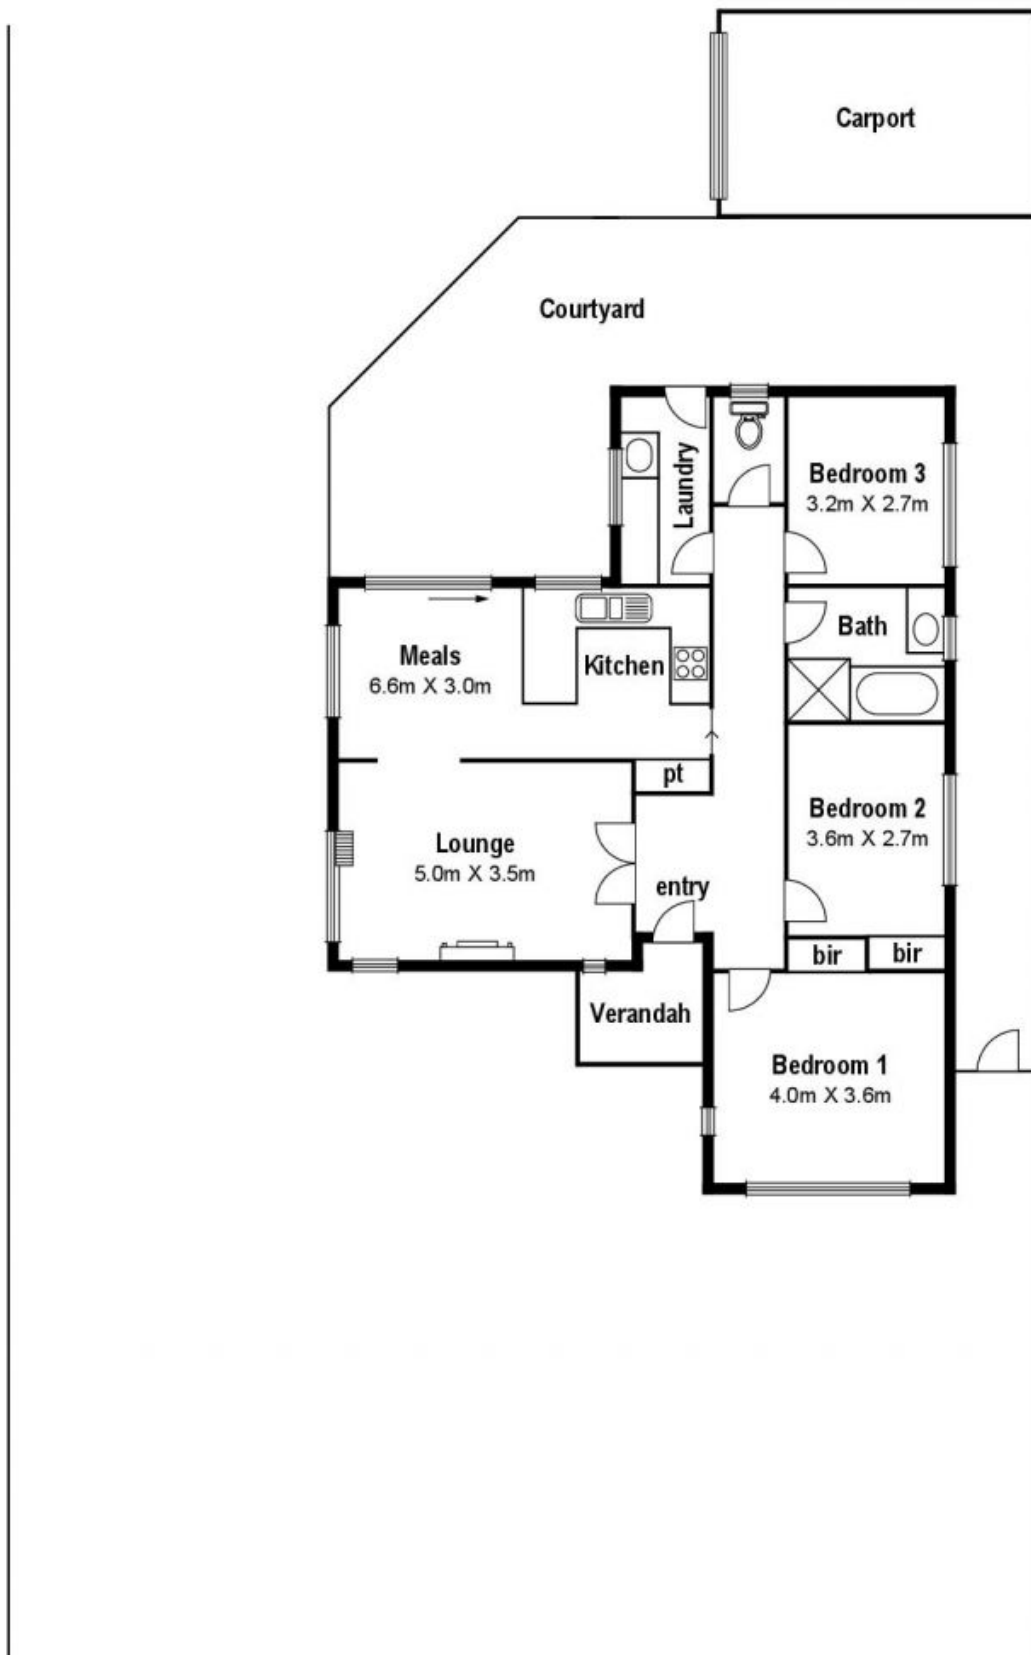 Carport
Courtyard
Laundry
Bedroom 3
3.2m X 2.7m
Bath
Meals
6.6m X 3.0m
Kitchen
pt
Bedroom 2
3.6m X 2.7m
Lounge
5.0m X 3.5m
entry
bir
bir
Verandah
Bedroom 1
4.0m X 3.6m